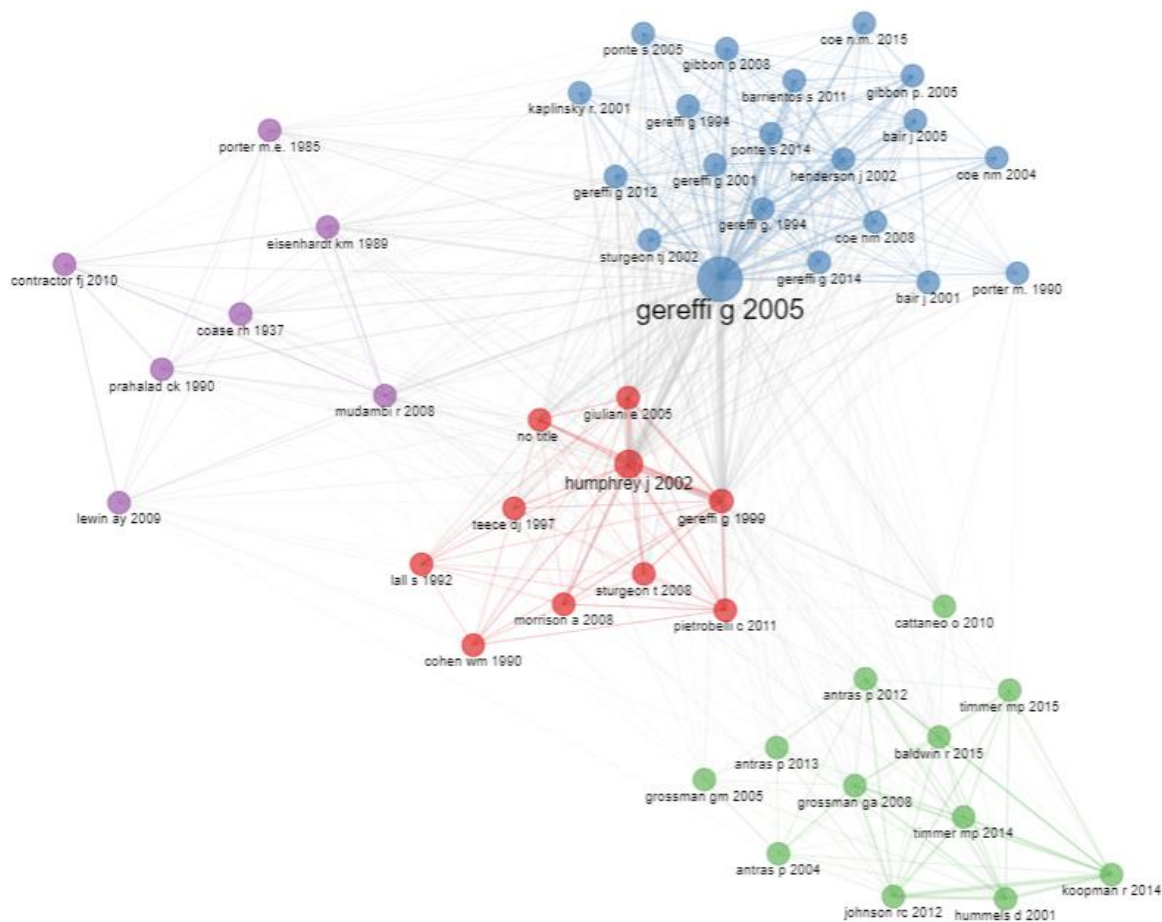 coe n.m. 2015
ponte s 2005
gibbon p 2008
gibbon p. 2005
barrientos s 2011
kaplinsky r. 2001
gereffi g 1994
bair j 2005
porter m.e. 1985
ponte s 2014
henderson j 2002
coe nm 2004
gereffi g 2001
gereffi g 2012
gereffi g. 1994
eisenhardt km 1989
coe nm 2008
sturgeon tj 2002
contractor fj 2010
gereffi g 2014
porter m. 1990
bair j 2001
gereffi g 2005
coase rh 1937
prahalad ck 1990
mudambi r 2008
giuliani e 2005
no title
humphrey j 2002
lewin ay 2009
teece dj 1997
gereffi g 1999
lall s 1992
sturgeon t 2008
morrison a 2008
pietrobelli c 2011
cattaneo o 2010
cohen wm 1990
antras p 2012
timmer mp 2015
baldwin r 2015
antras p 2013
grossman gm 2005
grossman ga 2008
timmer mp 2014
antras p 2004
koopman r 2014
johnson rc 2012
hummels d 2001